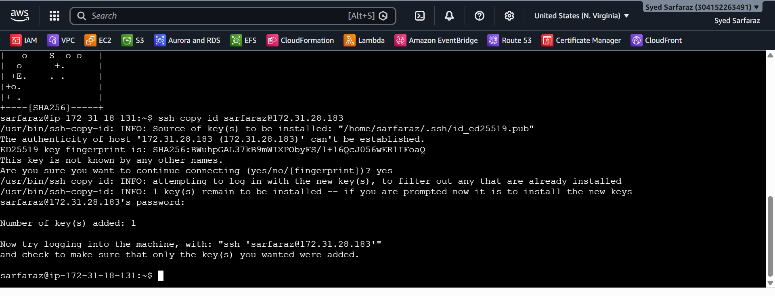 aws
Search
[Alt+5]
United States (N. Virginia)
Syed Sarfaraz (3041522263491)
Syed Sarfaraz
IAM
VPC
EC2
S3
Aurora and RDS
EFS
CloudFormation
Lambda
Amazon EventBridge
Route 53
Certificate Manager
CloudFront
| o S o o |
| o +. |
| +E. . . |
|+o. |
|+ . |
+----[SHA256]-----+
sarfaraz@ip-172-31-18-131:~$ ssh-copy-id sarfaraz@172.31.28.183
/usr/bin/ssh-copy-id: INFO: Source of key(s) to be installed: "/home/sarfaraz/.ssh/id_ed25519.pub"
The authenticity of host '172.31.28.183 (172.31.28.183)' can't be established.
ED25519 key fingerprint is:
This key is not known by any other names.
Are you sure you want to continue connecting (yes/no/[fingerprint])? yes
/usr/bin/ssh-copy-id: INFO: attempting to log in with the new key(s), to filter out any that are already installed
/usr/bin/ssh-copy-id: INFO: 1 key(s) remain to be installed -- if you are prompted now it is to install the new keys
sarfaraz@172.31.28.183's password:
Number of key(s) added: 1
Now try logging into the machine, with: "ssh 'sarfaraz@172.31.28.183'"
and check to make sure that only the key(s) you wanted were added.
sarfaraz@ip-172-31-18-131:~$